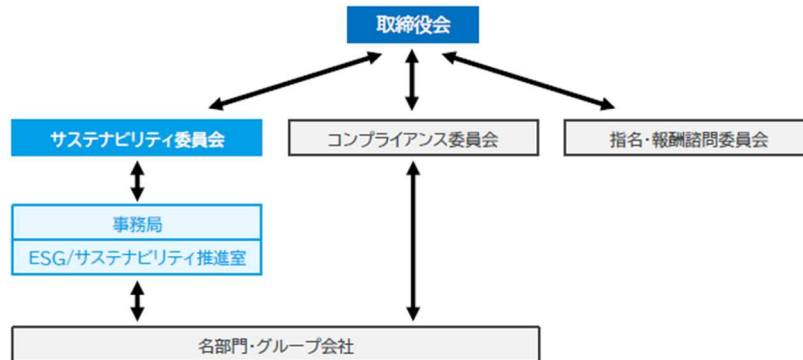 取締役会
サステナビリティ委員会
コンプライアンス委員会
指名・報酬諮問委員会
事務局
ESG/サステナビリティ推進室
名部門・グループ会社